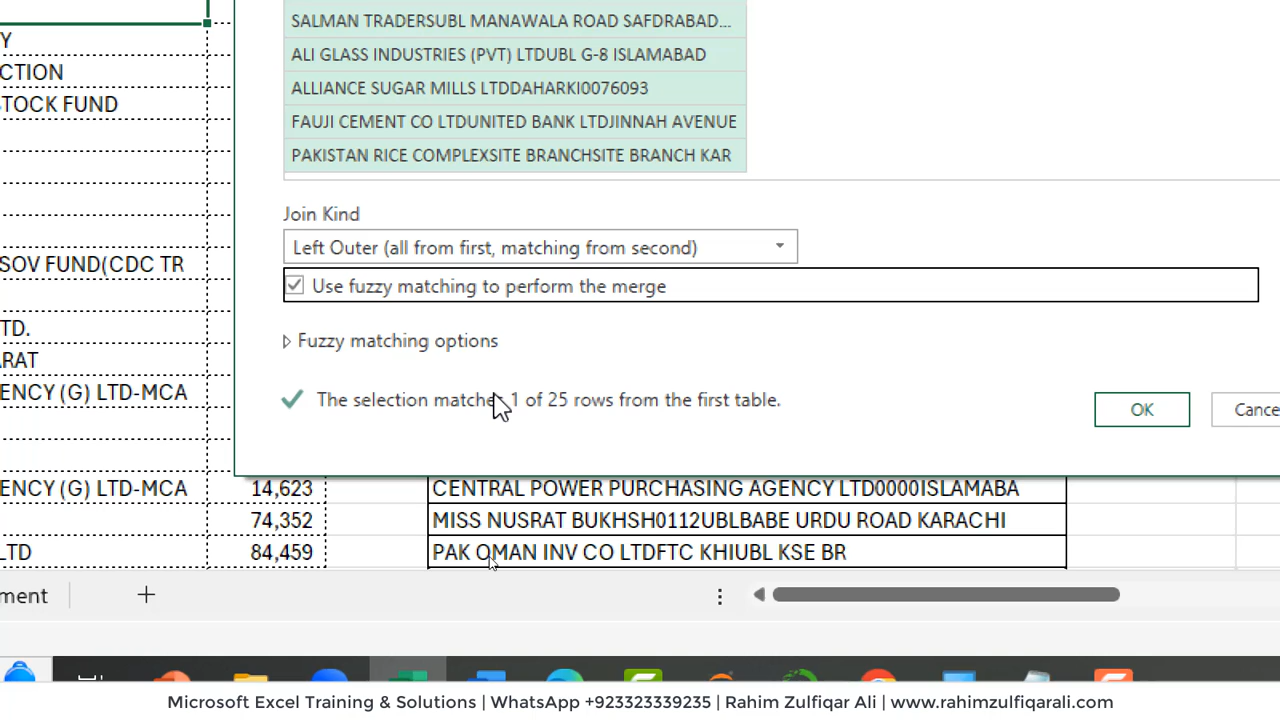 SALMAN TRADERSUBL MANAWALA ROAD SAFDRABAD...
Y
ALI GLASS INDUSTRIES (PVT) LTDUBL G-8 ISLAMABAD
CTION
ALLIANCE SUGAR MILLS LTDDAHARKI0076093
STOCK FUND
FAUJI CEMENT CO LTDUNITED BANK LTDJINNAH AVENUE
PAKISTAN RICE COMPLEXSITE BRANCHSITE BRANCH KAR
Join Kind
Left Outer (all from first, matching from second)
SOV FUND(CDC TR
Use fuzzy matching to perform the merge
TD.
Fuzzy matching options
ARAT
ENCY (G) LTD-MCA
The selection matches 1 of 25 rows from the first table.
OK
Cance
ENCY (G) LTD-MCA 14,623 CENTRAL POWER PURCHASING AGENCY LTD0000ISLAMABA
74,352 MISS NUSRAT BUKHSH0112UBLBABE URDU ROAD KARACHI
LTD 84,459 PAK OMAN INV CO LTDFTC KHIUBL KSE BR
ment
Microsoft Excel Training & Solutions | WhatsApp +923323339235 | Rahim Zulfiqar Ali | www.rahimzulfiqarali.com